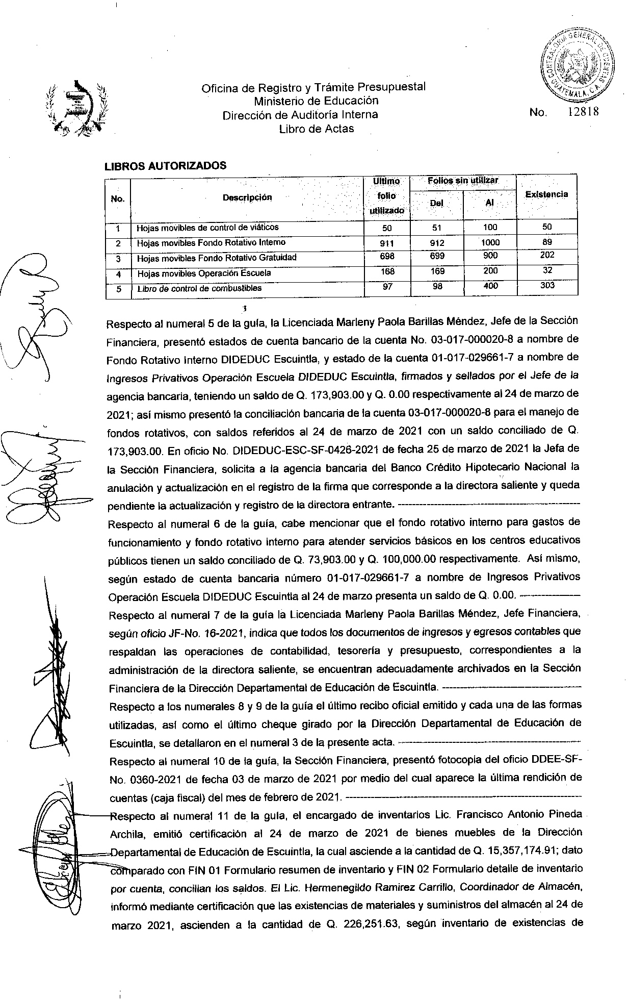 CONTRALORÍA GENERAL DE CUENTAS
GUATEMALA, C.A.
Oficina de Registro y Trámite Presupuestal
Ministerio de Educación
Dirección de Auditoría Interna
Libro de Actas
No. 12818
LIBROS AUTORIZADOS
No. Descripción Ultimo folio utilizado Folios sin utilizar Del Al Existencia
1 Hojas movibles de control de viáticos 50 51 100 50
2 Hojas movibles Fondo Rotativo Interno 911 912 1000 89
3 Hojas movibles Fondo Rotativo Gratuidad 698 699 900 202
4 Hojas movibles Operación Escuela 168 169 200 32
5 Libro de control de combustibles 97 98 400 303
Respecto al numeral 5 de la guía, la Licenciada Marleny Paola Barillas Méndez, Jefe de la Sección
Financiera, presentó estados de cuenta bancario de la cuenta No. 03-017-000020-8 a nombre de
Fondo Rotativo Interno DIDEDUC Escuintla, y estado de la cuenta 01-017-029661-7 a nombre de
Ingresos Privativos Operación Escuela DIDEDUC Escuintla, firmados y sellados por el Jefe de la
agencia bancaria, teniendo un saldo de Q. 173,903.00 y Q. 0.00 respectivamente al 24 de marzo de
2021; así mismo presentó la conciliación bancaria de la cuenta 03-017-000020-8 para el manejo de
fondos rotativos, con saldos referidos al 24 de marzo de 2021 con un saldo conciliado de Q.
173,903.00. En oficio No. DIDEDUC-ESC-SF-0426-2021 de fecha 25 de marzo de 2021 la Jefa de
la Sección Financiera, solicita a la agencia bancaria del Banco Crédito Hipotecario Nacional la
anulación y actualización en el registro de la firma que corresponde a la directora saliente y queda
pendiente la actualización y registro de la directora entrante. ----------
Respecto al numeral 6 de la guía, cabe mencionar que el fondo rotativo interno para gastos de
funcionamiento y fondo rotativo interno para atender servicios básicos en los centros educativos
públicos tienen un saldo conciliado de Q. 73,903.00 y Q. 100,000.00 respectivamente. Así mismo,
según estado de cuenta bancaria número 01-017-029661-7 a nombre de Ingresos Privativos
Operación Escuela DIDEDUC Escuintla al 24 de marzo presenta un saldo de Q. 0.00. ----------
Respecto al numeral 7 de la guía la Licenciada Marleny Paola Barillas Méndez, Jefe Financiera,
según oficio JF-No. 16-2021, indica que todos los documentos de ingresos y egresos contables que
respaldan las operaciones de contabilidad, tesorería y presupuesto, correspondientes a la
administración de la directora saliente, se encuentran adecuadamente archivados en la Sección
Financiera de la Dirección Departamental de Educación de Escuintla. ----------
Respecto a los numerales 8 y 9 de la guía el último recibo oficial emitido y cada una de las formas
utilizadas, así como el último cheque girado por la Dirección Departamental de Educación de
Escuintla, se detallaron en el numeral 3 de la presente acta. ----------
Respecto al numeral 10 de la guía, la Sección Financiera, presentó fotocopia del oficio DDEE-SF-
No. 0360-2021 de fecha 03 de marzo de 2021 por medio del cual aparece la última rendición de
cuentas (caja fiscal) del mes de febrero de 2021. ----------
Respecto al numeral 11 de la guía, el encargado de inventarios Lic. Francisco Antonio Pineda
Archila, emitió certificación al 24 de marzo de 2021 de bienes muebles de la Dirección
Departamental de Educación de Escuintla, la cual asciende a la cantidad de Q. 15,357,174.91; dato
comparado con FIN 01 Formulario resumen de inventario y FIN 02 Formulario detalle de inventario
por cuenta, concilian los saldos. El Lic. Hermenegildo Ramirez Carrillo, Coordinador de Almacén,
informó mediante certificación que las existencias de materiales y suministros del almacén al 24 de
marzo 2021, ascienden a la cantidad de Q. 226,251.63, según inventario de existencias de